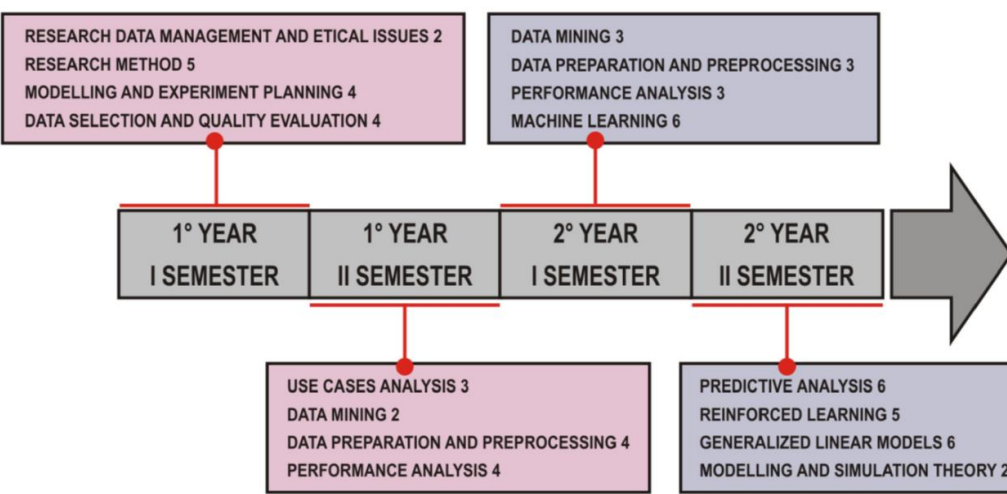 RESEARCH DATA MANAGEMENT AND ETICAL ISSUES 2
RESEARCH METHOD 5
MODELLING AND EXPERIMENT PLANNING 4
DATA SELECTION AND QUALITY EVALUATION 4
DATA MINING 3
DATA PREPARATION AND PREPROCESSING 3
PERFORMANCE ANALYSIS 3
MACHINE LEARNING 6
1° YEAR
I SEMESTER
1° YEAR
II SEMESTER
2° YEAR
I SEMESTER
2° YEAR
II SEMESTER
USE CASES ANALYSIS 3
DATA MINING 2
DATA PREPARATION AND PREPROCESSING 4
PERFORMANCE ANALYSIS 4
PREDICTIVE ANALYSIS 6
REINFORCED LEARNING 5
GENERALIZED LINEAR MODELS 6
MODELLING AND SIMULATION THEORY 2